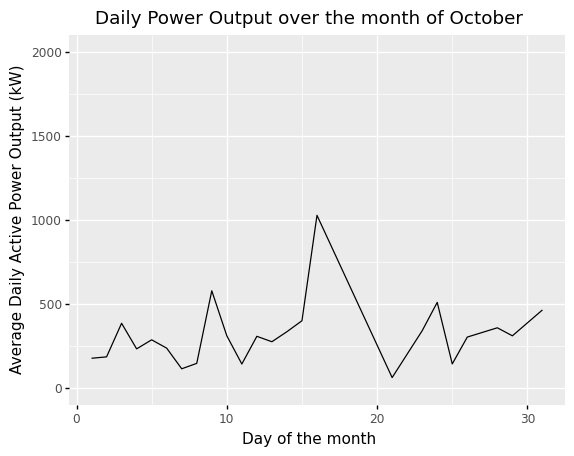 Daily Power Output over the month of October
Average Daily Active Power Output (kW)
2000
1500
1000
500
0
0 10 20 30
Day of the month